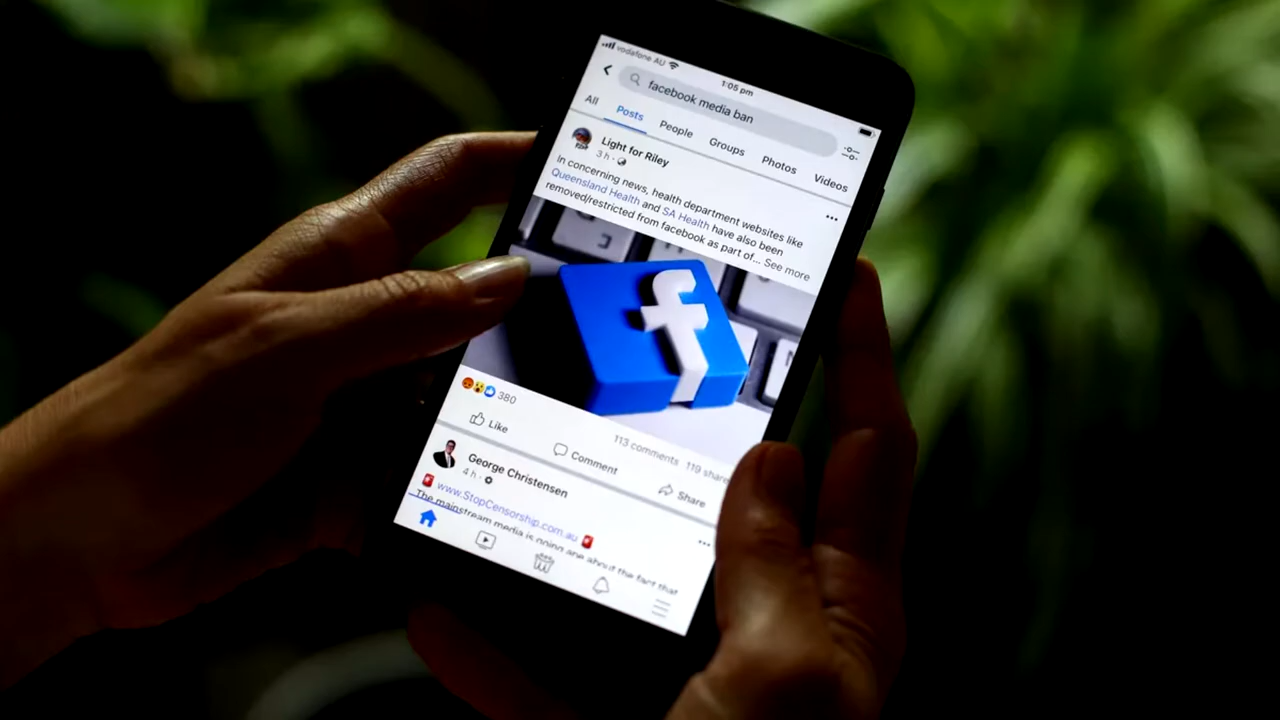 vodafone AU
1:05 pm
facebook media ban
All Posts People Groups Photos Videos
Light for Riley
3 h ·
In concerning news, health department websites like
Queensland Health and SA Health have also been
removed/restricted from facebook as part of... See more
f
380
113 comments 119 share
Like Comment Share
George Christensen
4 h ·
www.StopCensorship.com.au
The mainstream media is going ape about the fact that